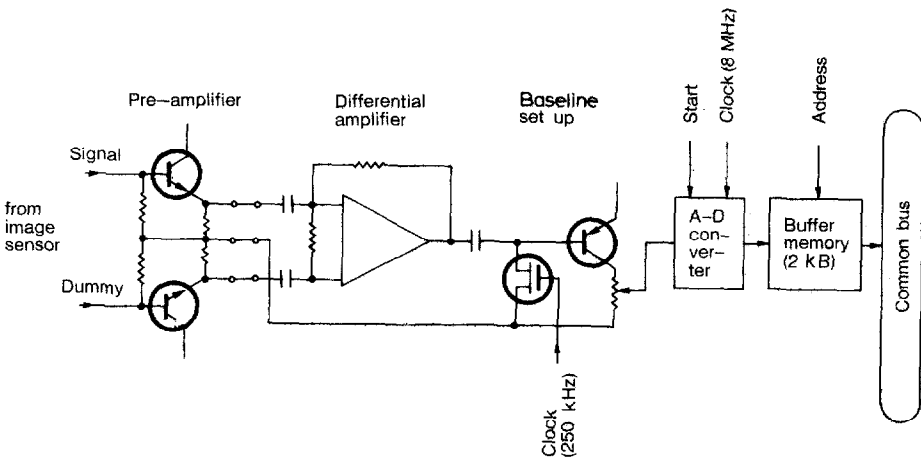 Pre-amplifier
Differential
amplifier
Baseline
set up
Start
Clock (8 MHz)
Address
Signal
from
image
sensor
Dummy
A-D
con-
ver-
ter
Buffer
memory
(2 kB)
Common bus
Clock
(250 kHz)